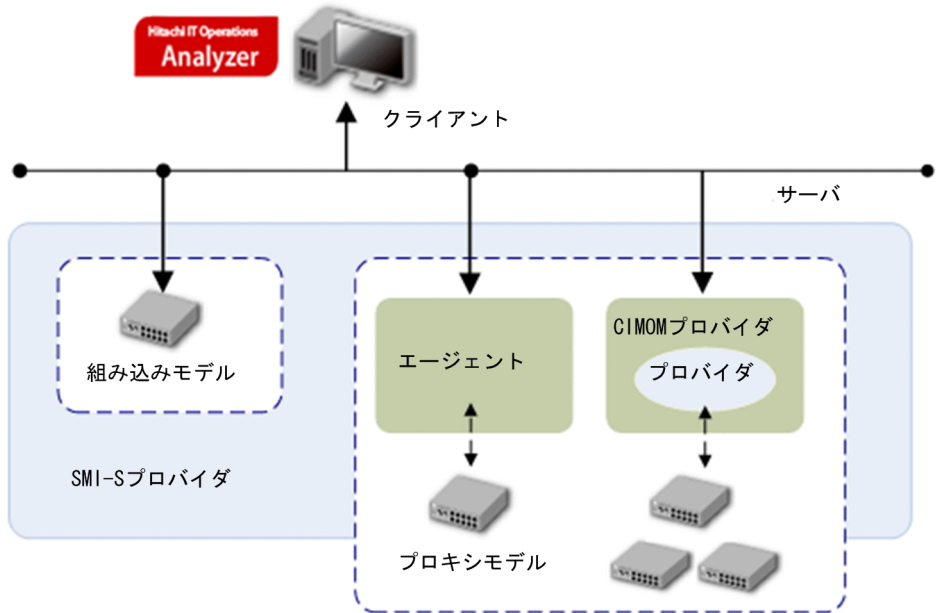 Hitachi IT Operations
Analyzer
クライアント
サーバ
組み込みモデル
エージェント
CIMOMプロバイダ
プロバイダ
SMI-Sプロバイダ
プロキシモデル